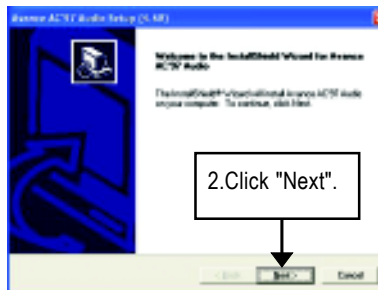 Avance AC'97 Audio Setup (5.40)
Welcome to the InstallShield Wizard for Avance
AC'97 Audio
The InstallShield® Wizard will install Avance AC'97 Audio
on your computer. To continue, click Next.
2.Click "Next".
< Back
Next >
Cancel